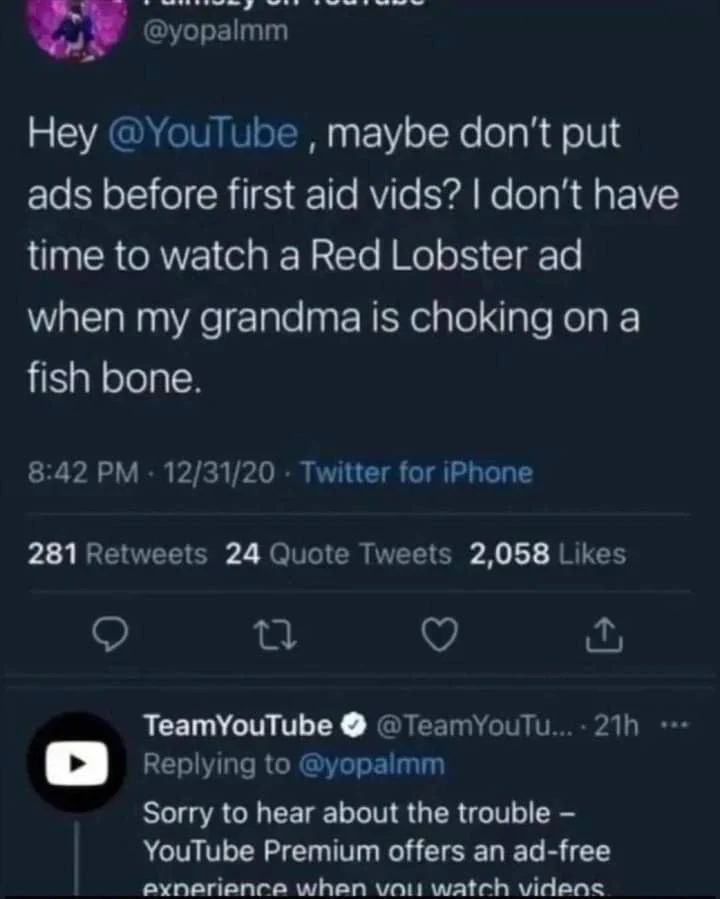 @yopalmm
Hey @YouTube , maybe don't put
ads before first aid vids? I don't have
time to watch a Red Lobster ad
when my grandma is choking on a
fish bone.
8:42 PM · 12/31/20 · Twitter for iPhone
281 Retweets 24 Quote Tweets 2,058 Likes
TeamYouTube @TeamYouTu... · 21h
Replying to @yopalmm
Sorry to hear about the trouble –
YouTube Premium offers an ad-free
experience when you watch videos